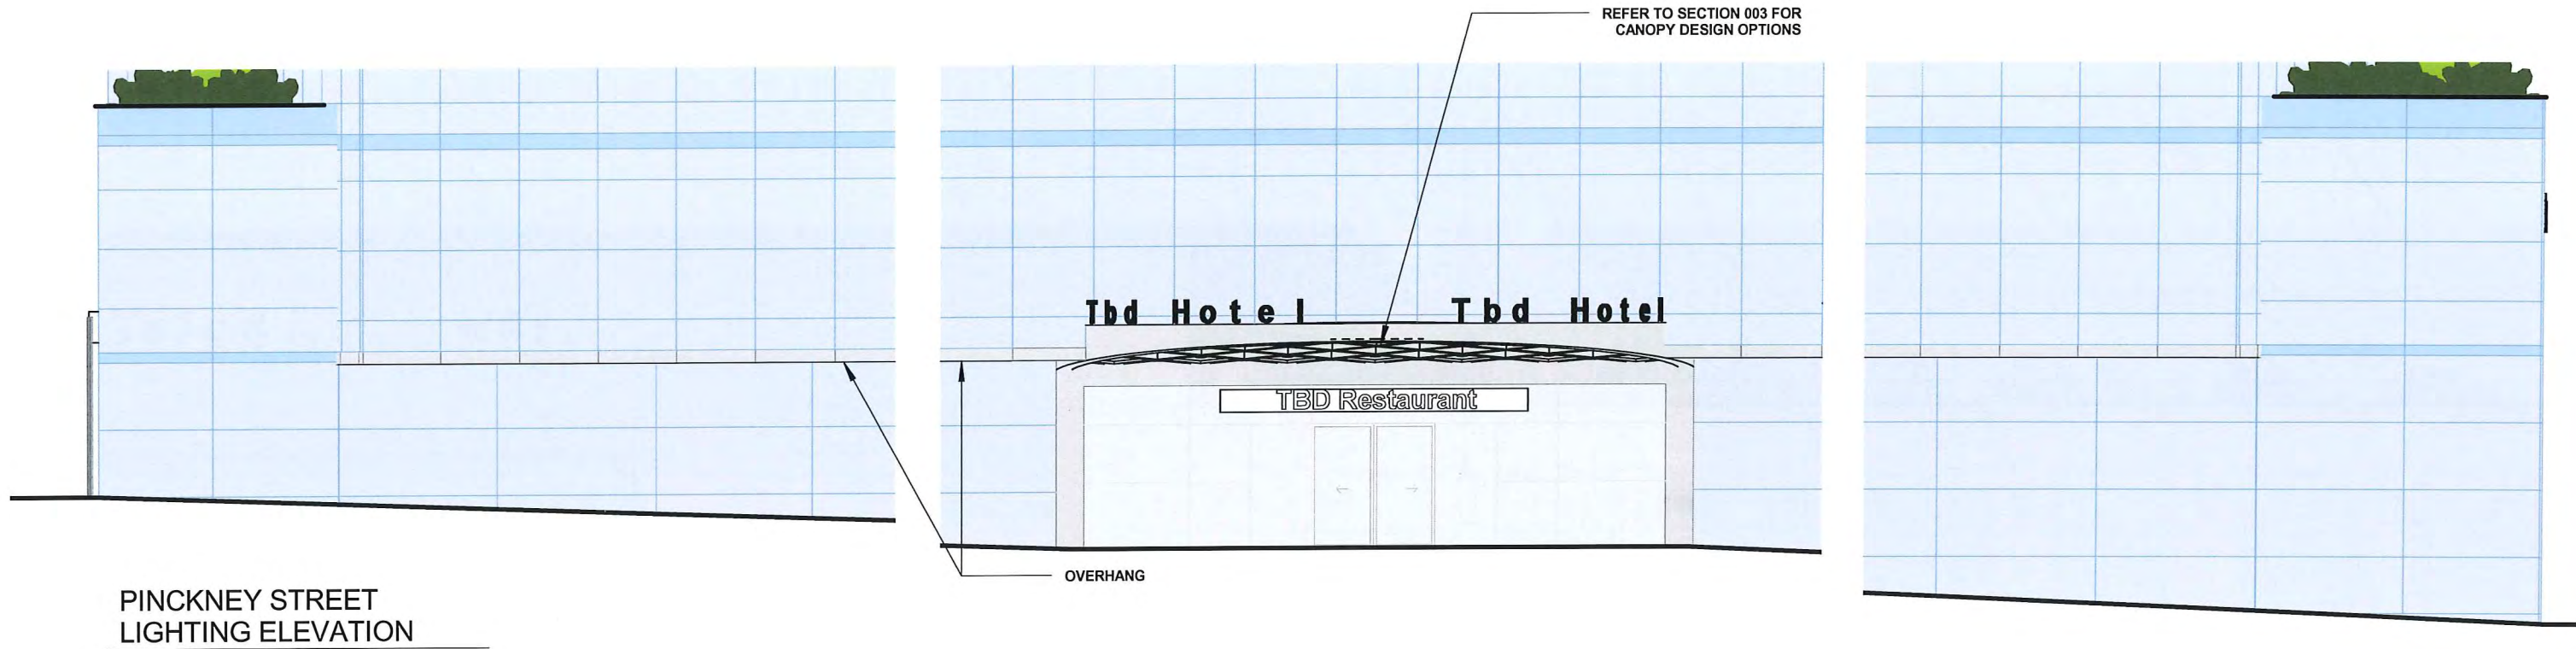 REFER TO SECTION 003 FOR
CANOPY DESIGN OPTIONS
Tbd Hotel Tbd Hotel
TBD Restaurant
OVERHANG
PINCKNEY STREET
LIGHTING ELEVATION